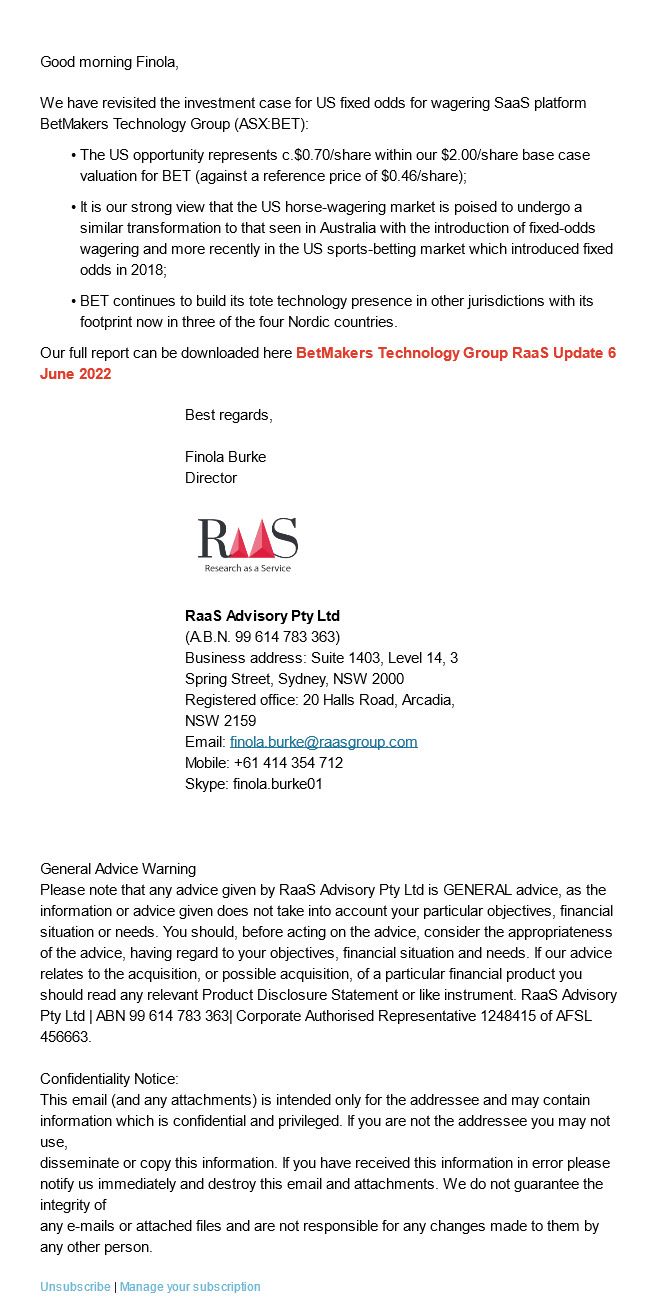 Good morning Finola,
We have revisited the investment case for US fixed odds for wagering SaaS platform
BetMakers Technology Group (ASX:BET):
• The US opportunity represents c.$0.70/share within our $2.00/share base case
valuation for BET (against a reference price of $0.46/share);
• It is our strong view that the US horse-wagering market is poised to undergo a
similar transformation to that seen in Australia with the introduction of fixed-odds
wagering and more recently in the US sports-betting market which introduced fixed
odds in 2018;
• BET continues to build its tote technology presence in other jurisdictions with its
footprint now in three of the four Nordic countries.
Our full report can be downloaded here BetMakers Technology Group RaaS Update 6
June 2022
Best regards,
Finola Burke
Director
RaaS
Research as a Service
RaaS Advisory Pty Ltd
(A.B.N. 99 614 783 363)
Business address: Suite 1403, Level 14, 3
Spring Street, Sydney, NSW 2000
Registered office: 20 Halls Road, Arcadia,
NSW 2159
Email: finola.burke@raasgroup.com
Mobile: +61 414 354 712
Skype: finola.burke01
General Advice Warning
Please note that any advice given by RaaS Advisory Pty Ltd is GENERAL advice, as the
information or advice given does not take into account your particular objectives, financial
situation or needs. You should, before acting on the advice, consider the appropriateness
of the advice, having regard to your objectives, financial situation and needs. If our advice
relates to the acquisition, or possible acquisition, of a particular financial product you
should read any relevant Product Disclosure Statement or like instrument. RaaS Advisory
Pty Ltd | ABN 99 614 783 363| Corporate Authorised Representative 1248415 of AFSL
456663.
Confidentiality Notice:
This email (and any attachments) is intended only for the addressee and may contain
information which is confidential and privileged. If you are not the addressee you may not
use,
disseminate or copy this information. If you have received this information in error please
notify us immediately and destroy this email and attachments. We do not guarantee the
integrity of
any e-mails or attached files and are not responsible for any changes made to them by
any other person.
Unsubscribe | Manage your subscription